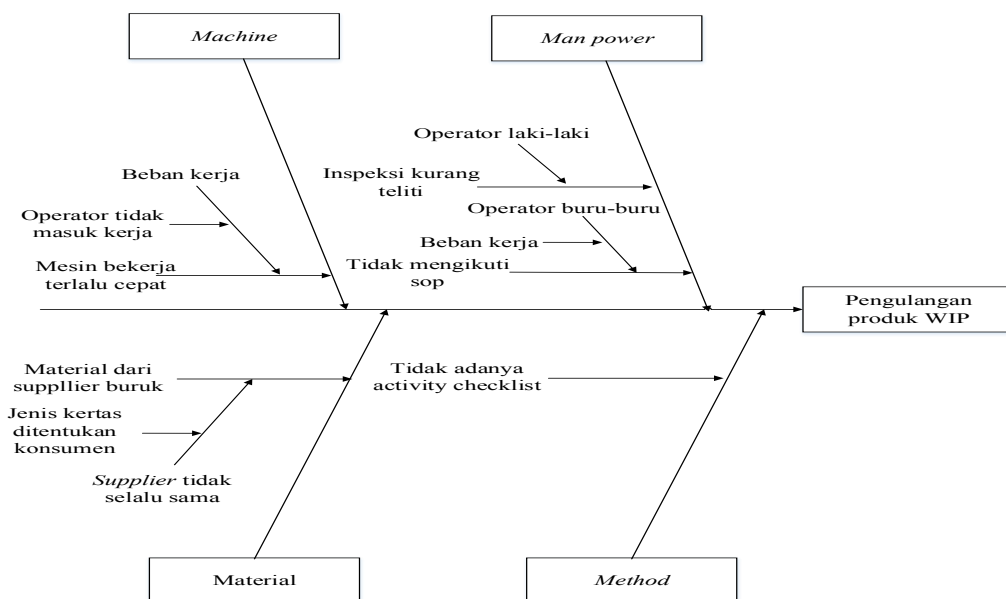 Machine
Man power
Operator laki-laki
Beban kerja
Inspeksi kurang
teliti
Operator buru-buru
Operator tidak
masuk kerja
Beban kerja
Mesin bekerja
terlalu cepat
Tidak mengikuti
sop
Pengulangan
produk WIP
Material dari
suppllier buruk
Tidak adanya
activity checklist
Jenis kertas
ditentukan
konsumen
Supplier tidak
selalu sama
Material
Method